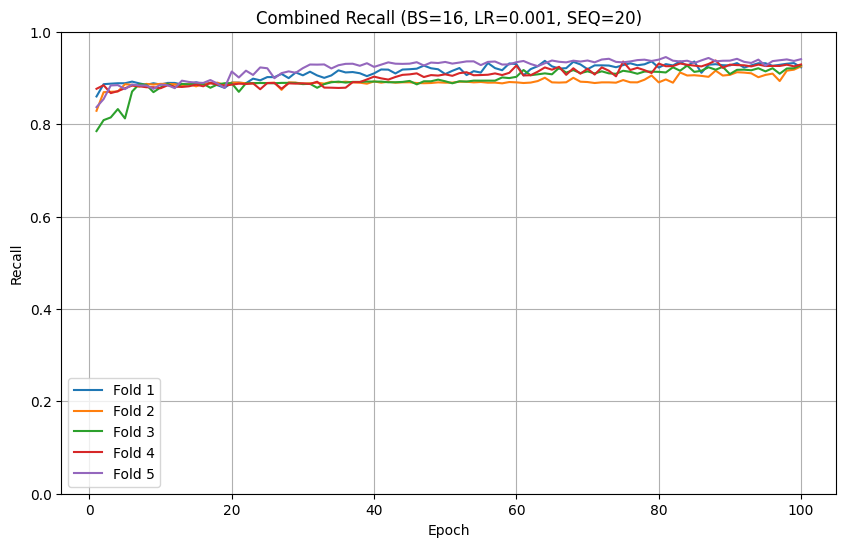 Combined Recall (BS=16, LR=0.001, SEQ=20)
1.0
0.8
0.6
0.4
0.2
0.0
Recall
Fold 1
Fold 2
Fold 3
Fold 4
Fold 5
0 20 40 60 80 100
Epoch